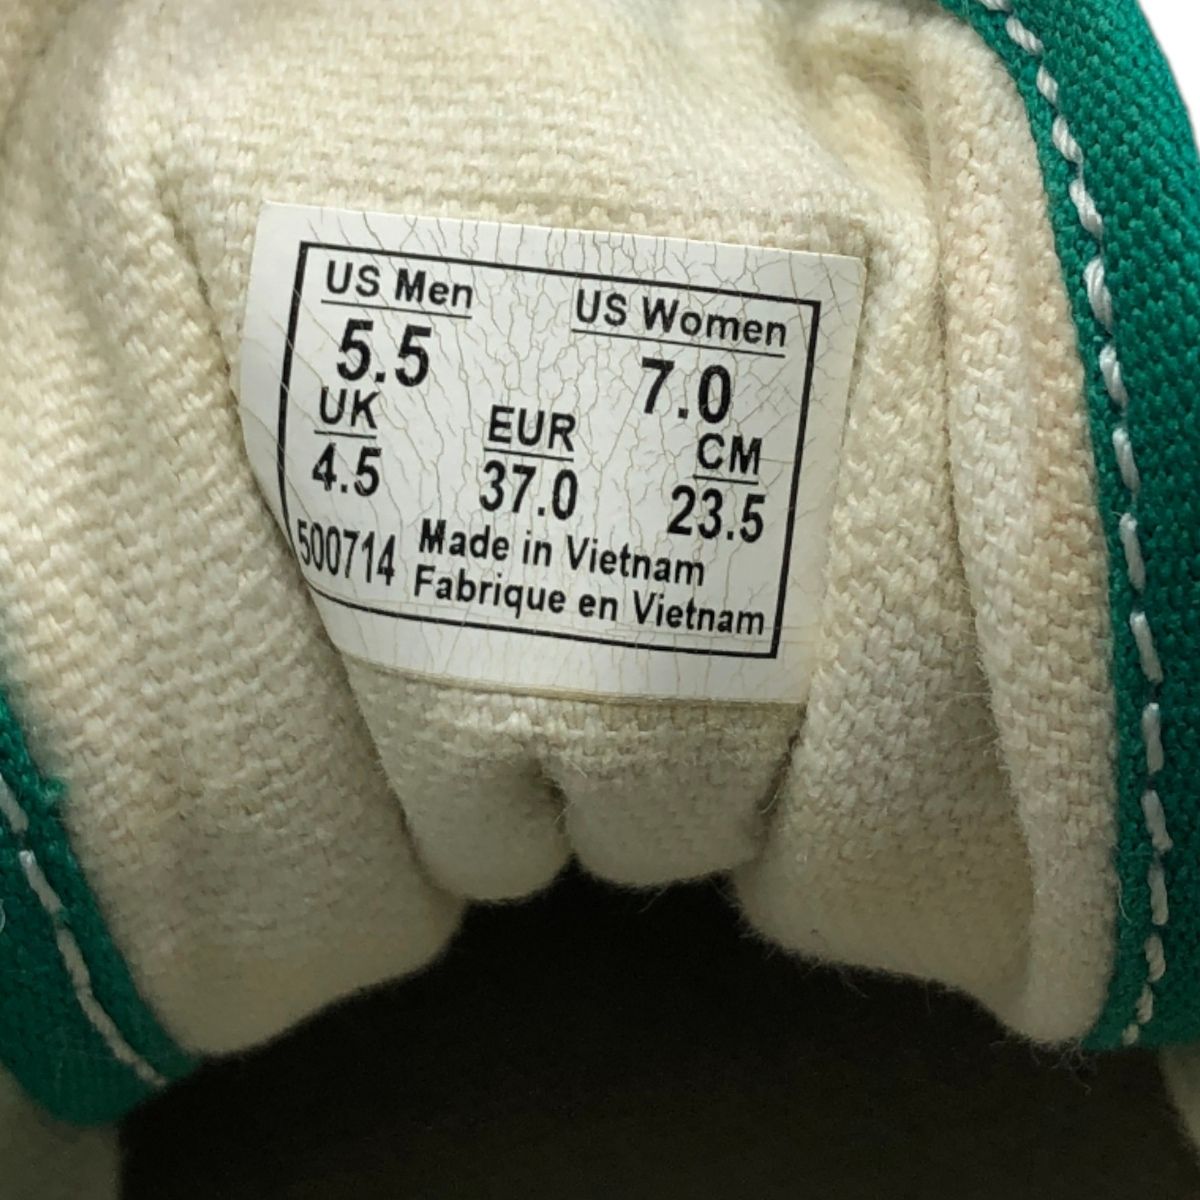 US Men US Women
5.5 7.0
UK EUR CM
4.5 37.0 23.5
500714 Made in Vietnam
Fabrique en Vietnam